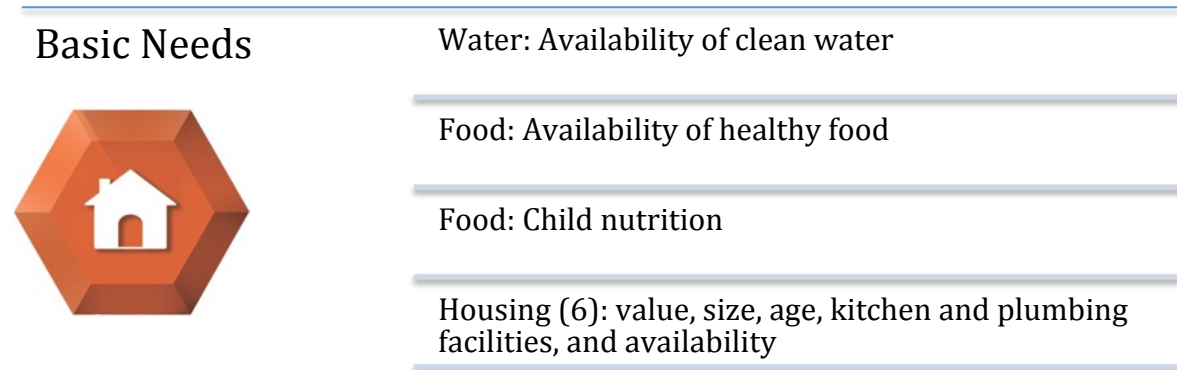 Basic Needs
Water: Availability of clean water
Food: Availability of healthy food
Food: Child nutrition
Housing (6): value, size, age, kitchen and plumbing
facilities, and availability